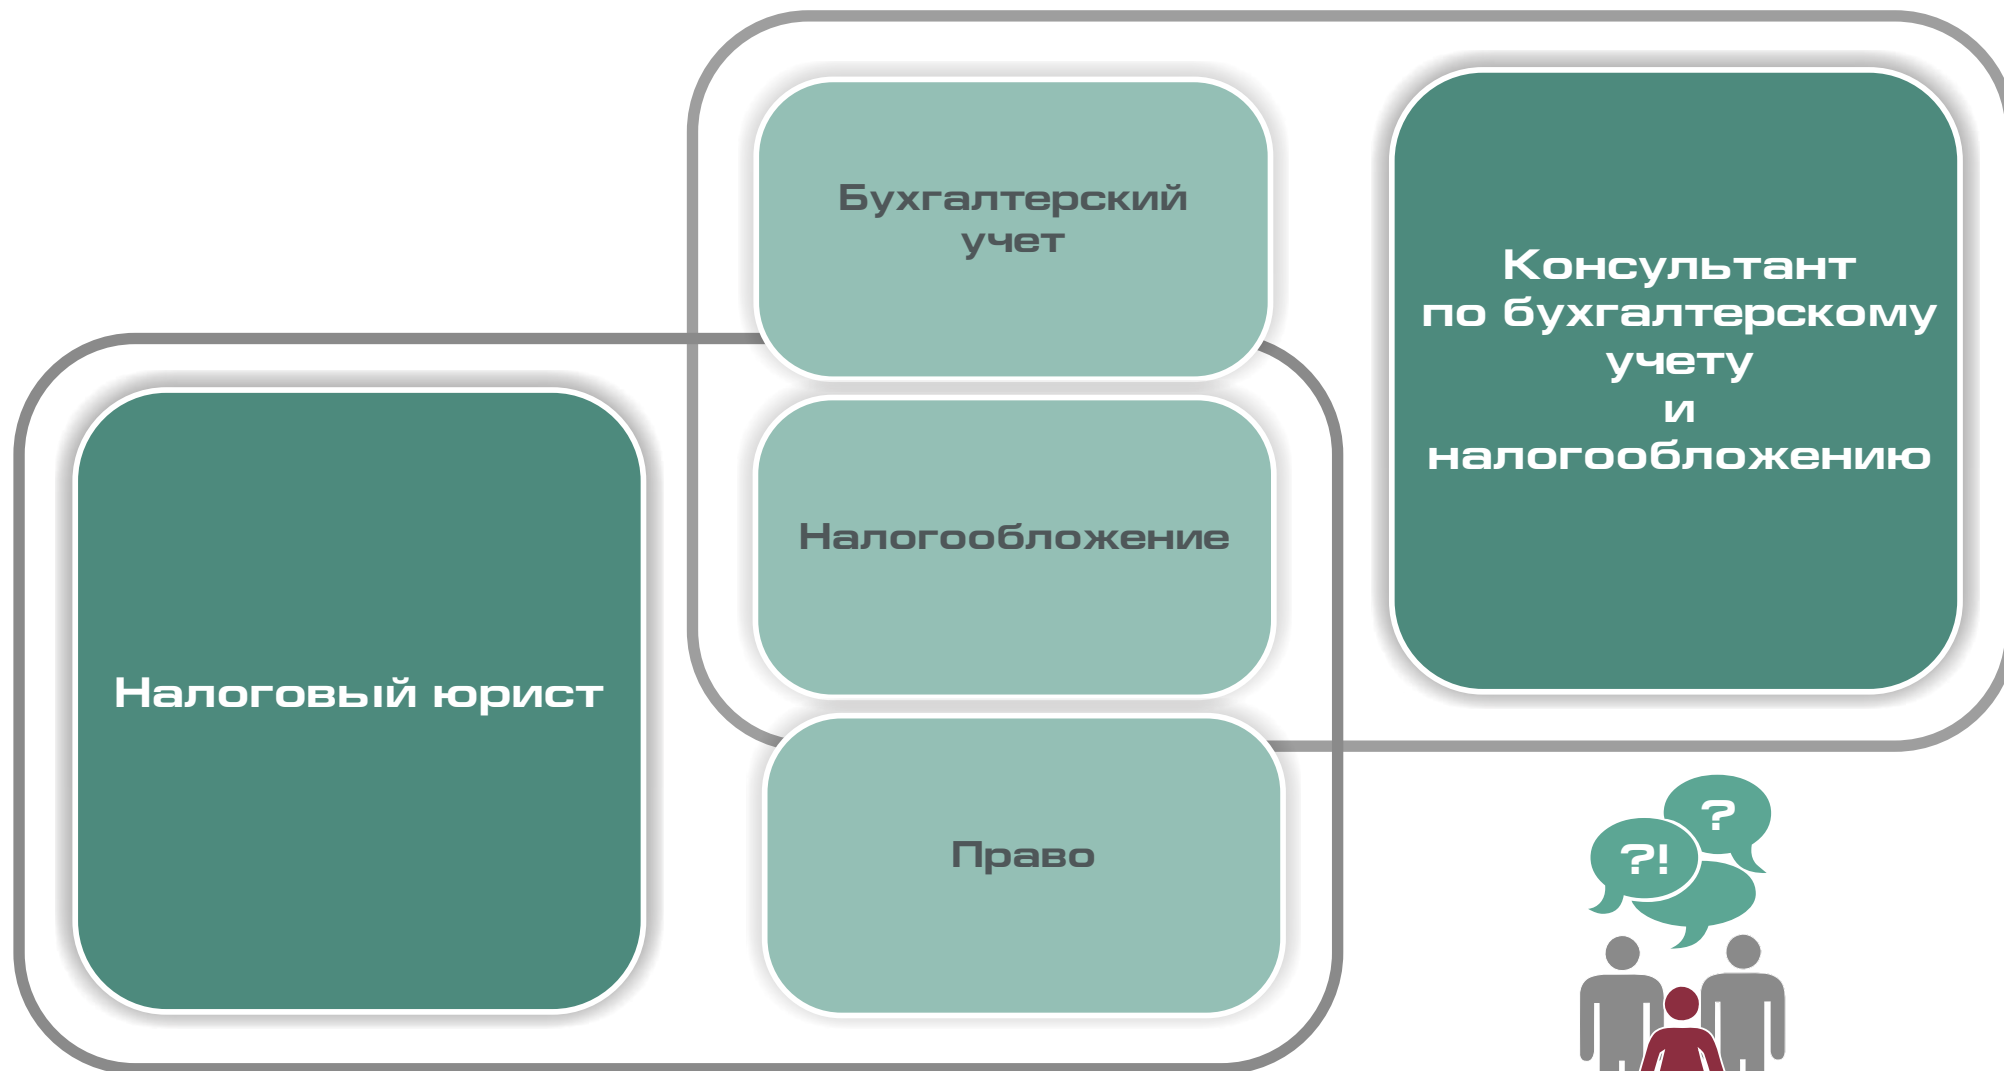 Бухгалтерский
учет
Консультант
по бухгалтерскому
учету
и
налогообложению
Налогообложение
Налоговый юрист
Право
?
?!